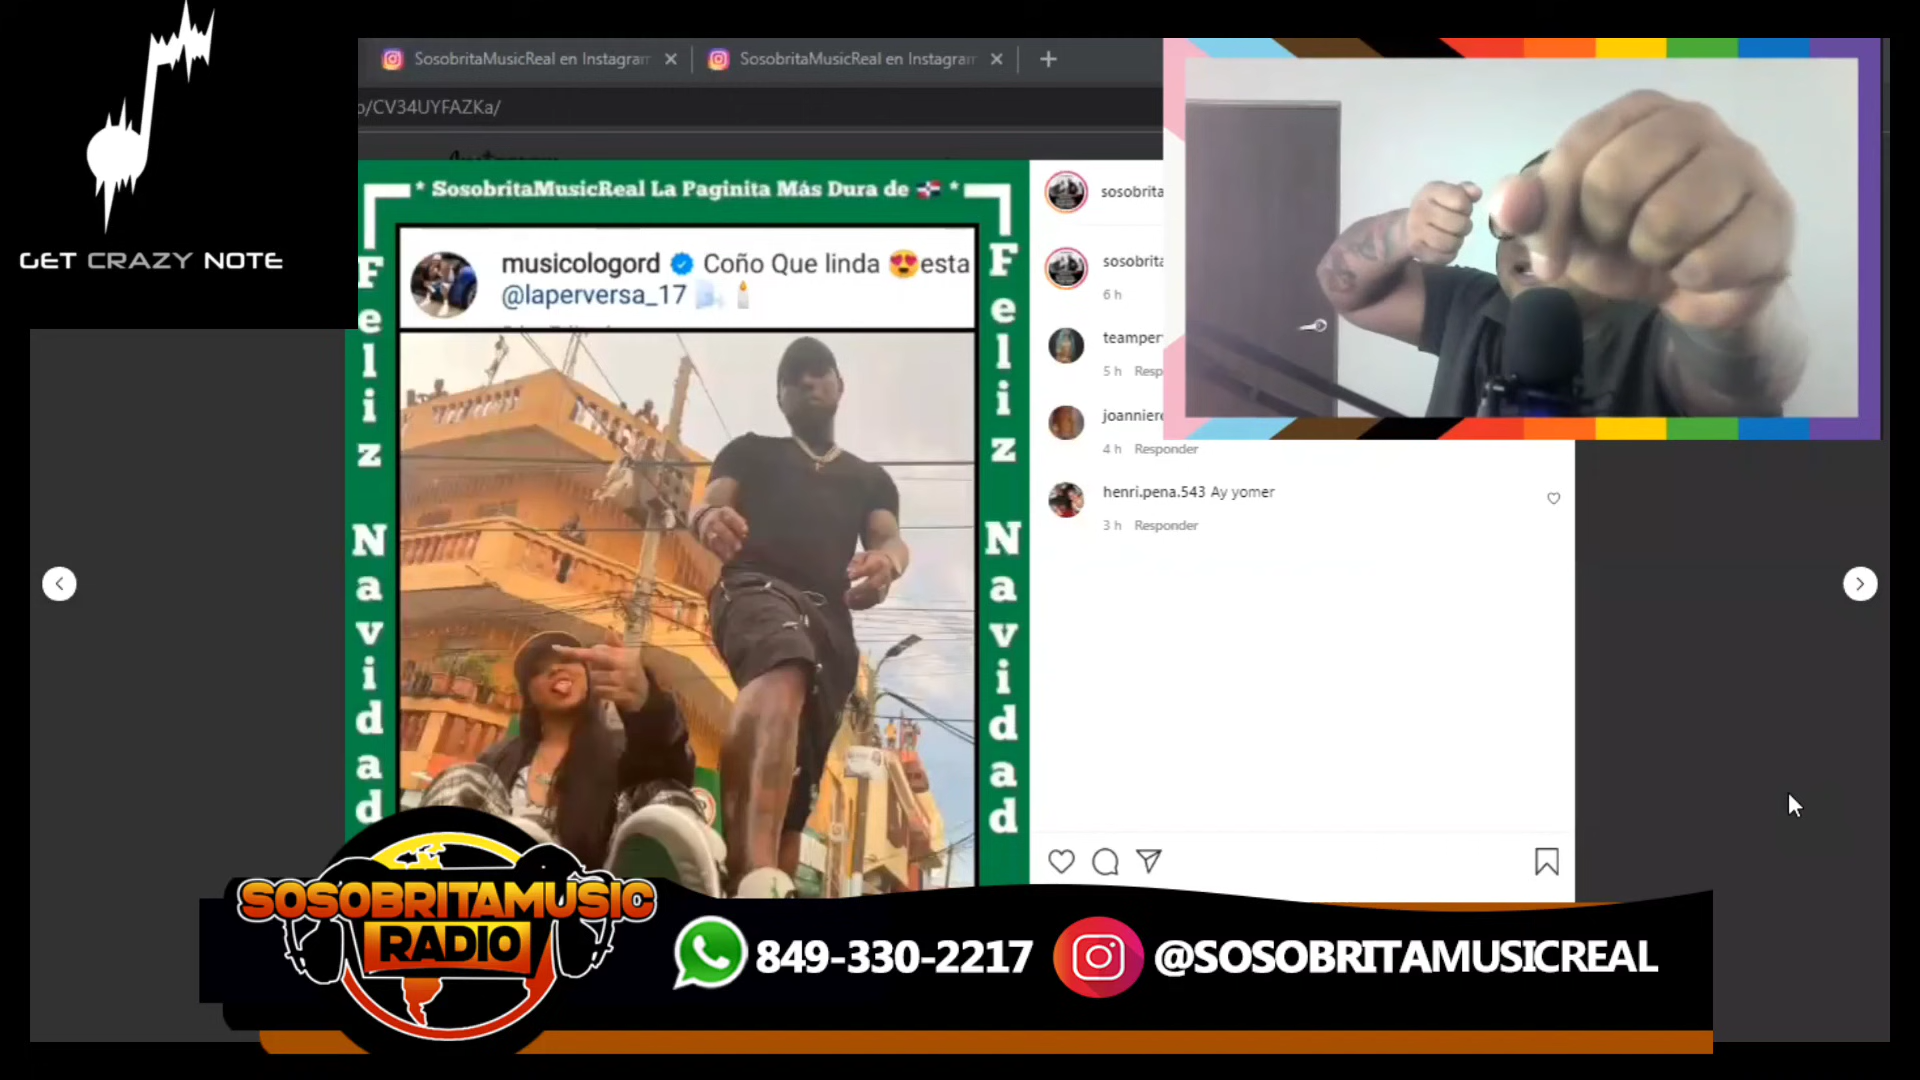 GET CRAZY NOTE
SosobritaMusicReal en Instagram
SosobritaMusicReal en Instagram
/CV34UYFAZKa/
* SosobritaMusicReal La Paginita Más Dura de 🇩🇴 *
Feliz Navidad
Feliz Navidad
musicologord Coño Que linda 😍esta
@laperversa_17 🌬️ 🕯️
sosobrita
sosobrita
6 h
teamper
5 h Resp
joanniere
4 h Responder
henri.pena.543 Ay yomer
3 h Responder
SOSOBRITAMUSIC
RADIO
849-330-2217
@SOSOBRITAMUSICREAL